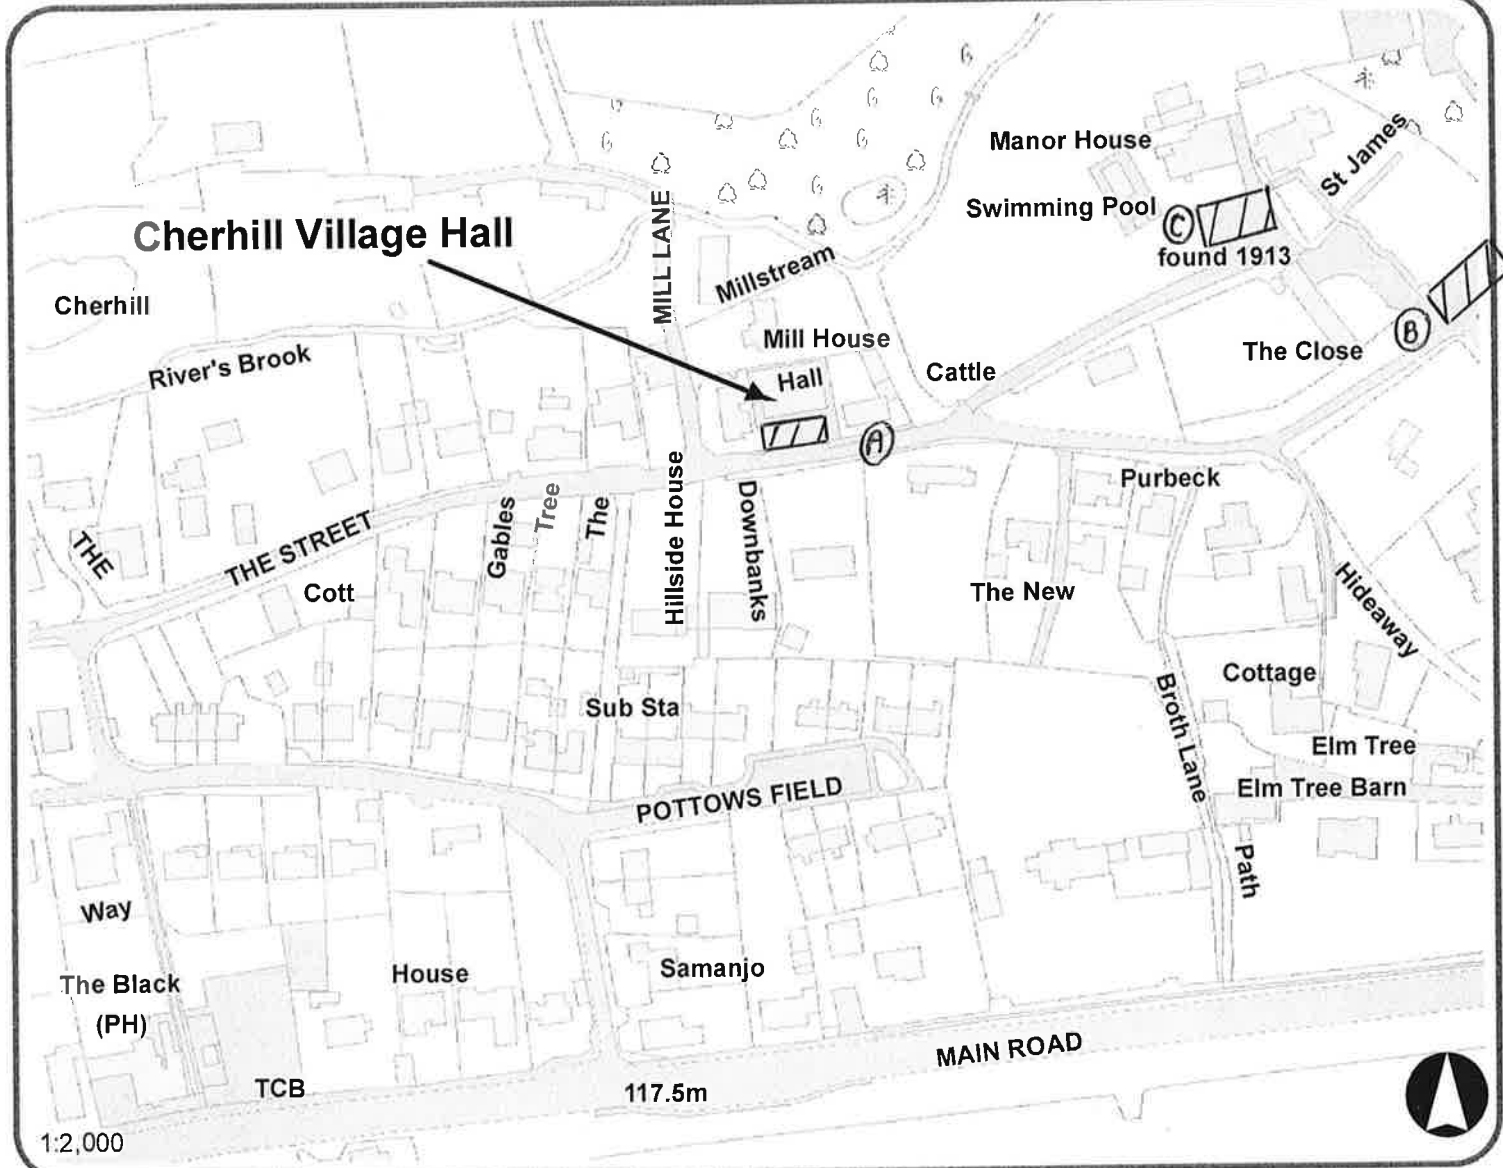 Manor House
St James
Swimming Pool
C
found 1913
Cherhill Village Hall
MILL LANE
Millstream
Cherhill
Mill House
B
The Close
River's Brook
Hall
Cattle
A
Purbeck
THE STREET
THE
Gables
Tree
The
Hillside House
Downbanks
Cott
The New
Hideaway
Cottage
Sub Sta
Broth Lane
Elm Tree
POTTOWS FIELD
Elm Tree Barn
Path
Way
The Black
(PH)
House
Samanjo
MAIN ROAD
TCB
117.5m
1:2,000